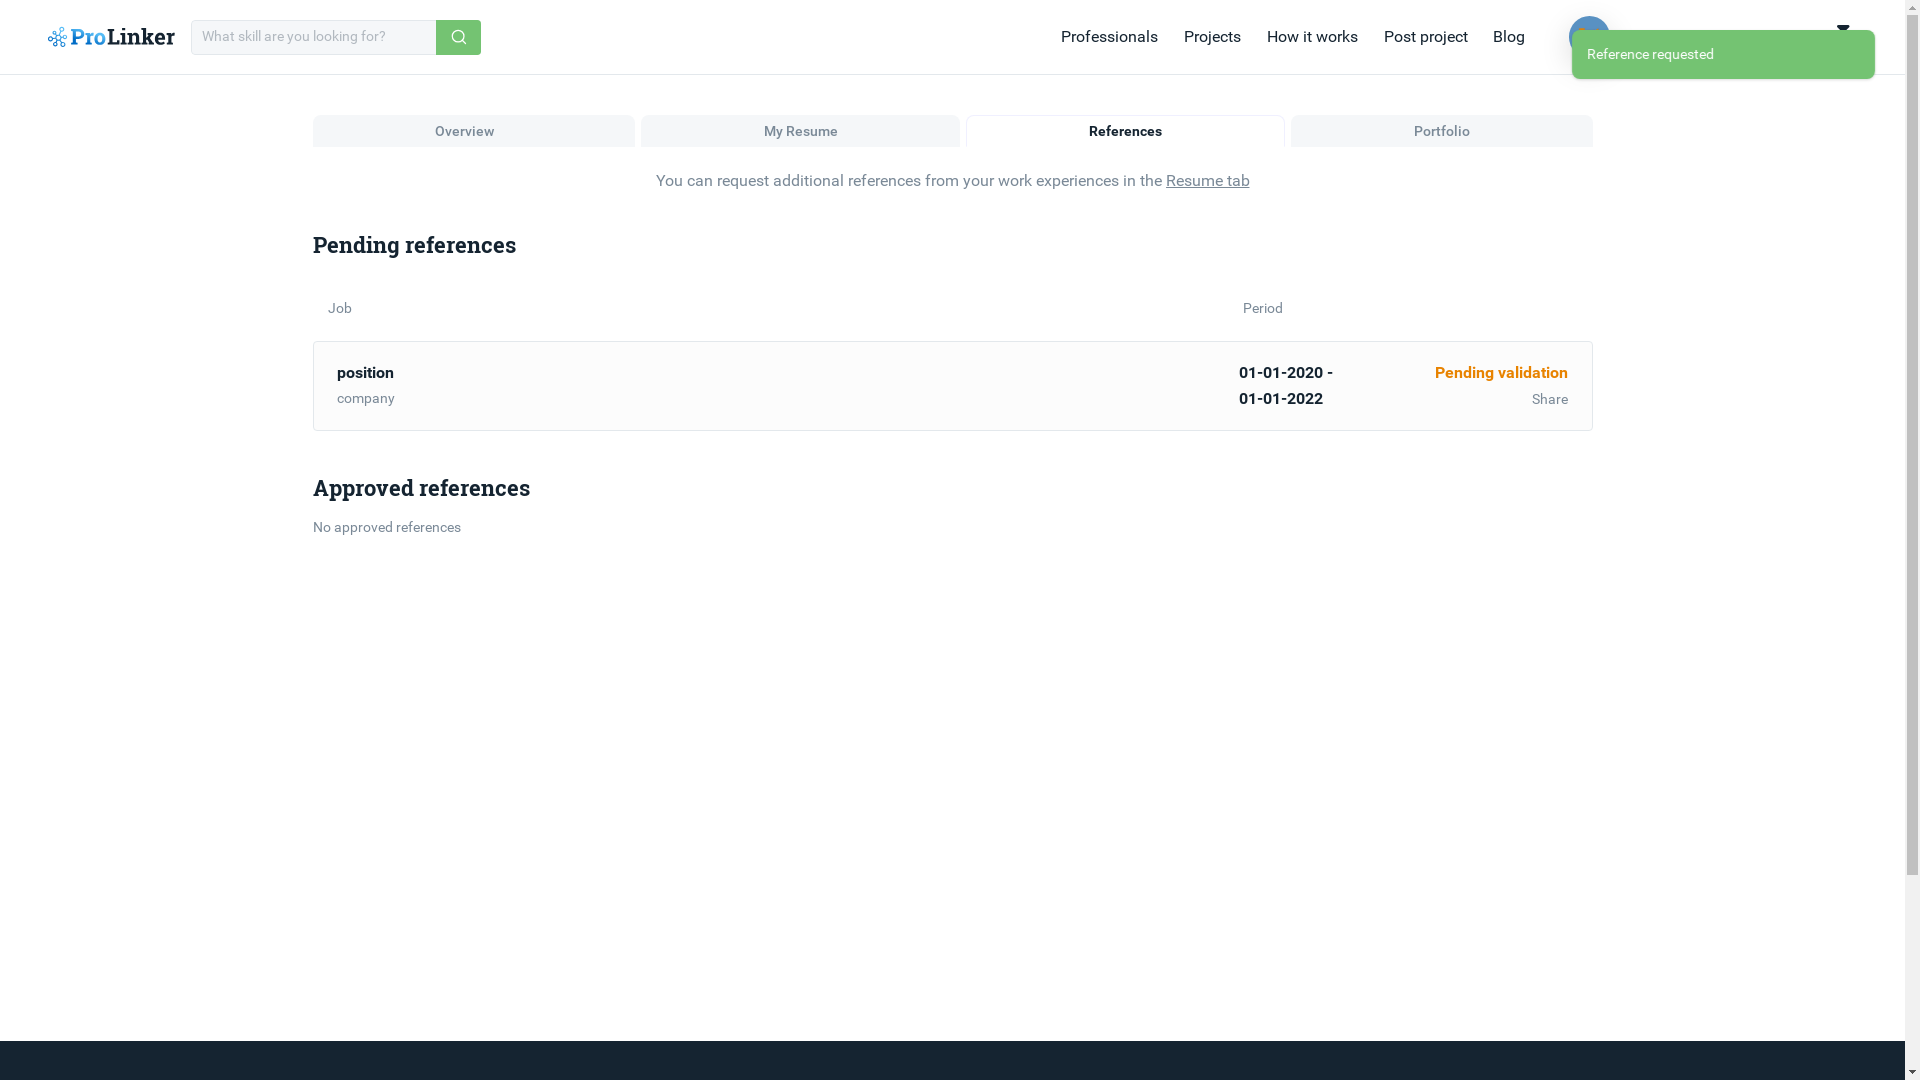 ProLinker
What skill are you looking for?
Professionals
Projects
How it works
Post project
Blog
Reference requested
Overview
My Resume
References
Portfolio
You can request additional references from your work experiences in the Resume tab
Pending references
Job
Period
position
company
01-01-2020 -
01-01-2022
Pending validation
Share
Approved references
No approved references